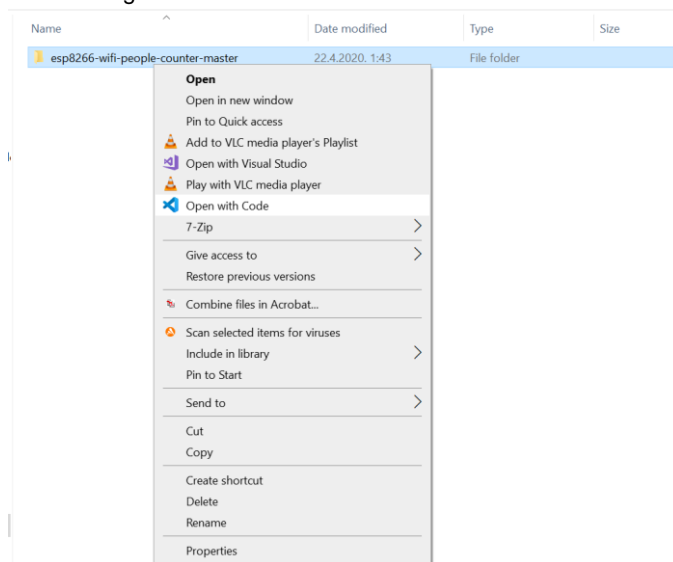 Name Date modified Type Size
esp8266-wifi-people-counter-master 22.4.2020. 1:43 File folder
Open
Open in new window
Pin to Quick access
Add to VLC media player's Playlist
Open with Visual Studio
Play with VLC media player
Open with Code
7-Zip
Give access to
Restore previous versions
Combine files in Acrobat...
Scan selected items for viruses
Include in library
Pin to Start
Send to
Cut
Copy
Create shortcut
Delete
Rename
Properties